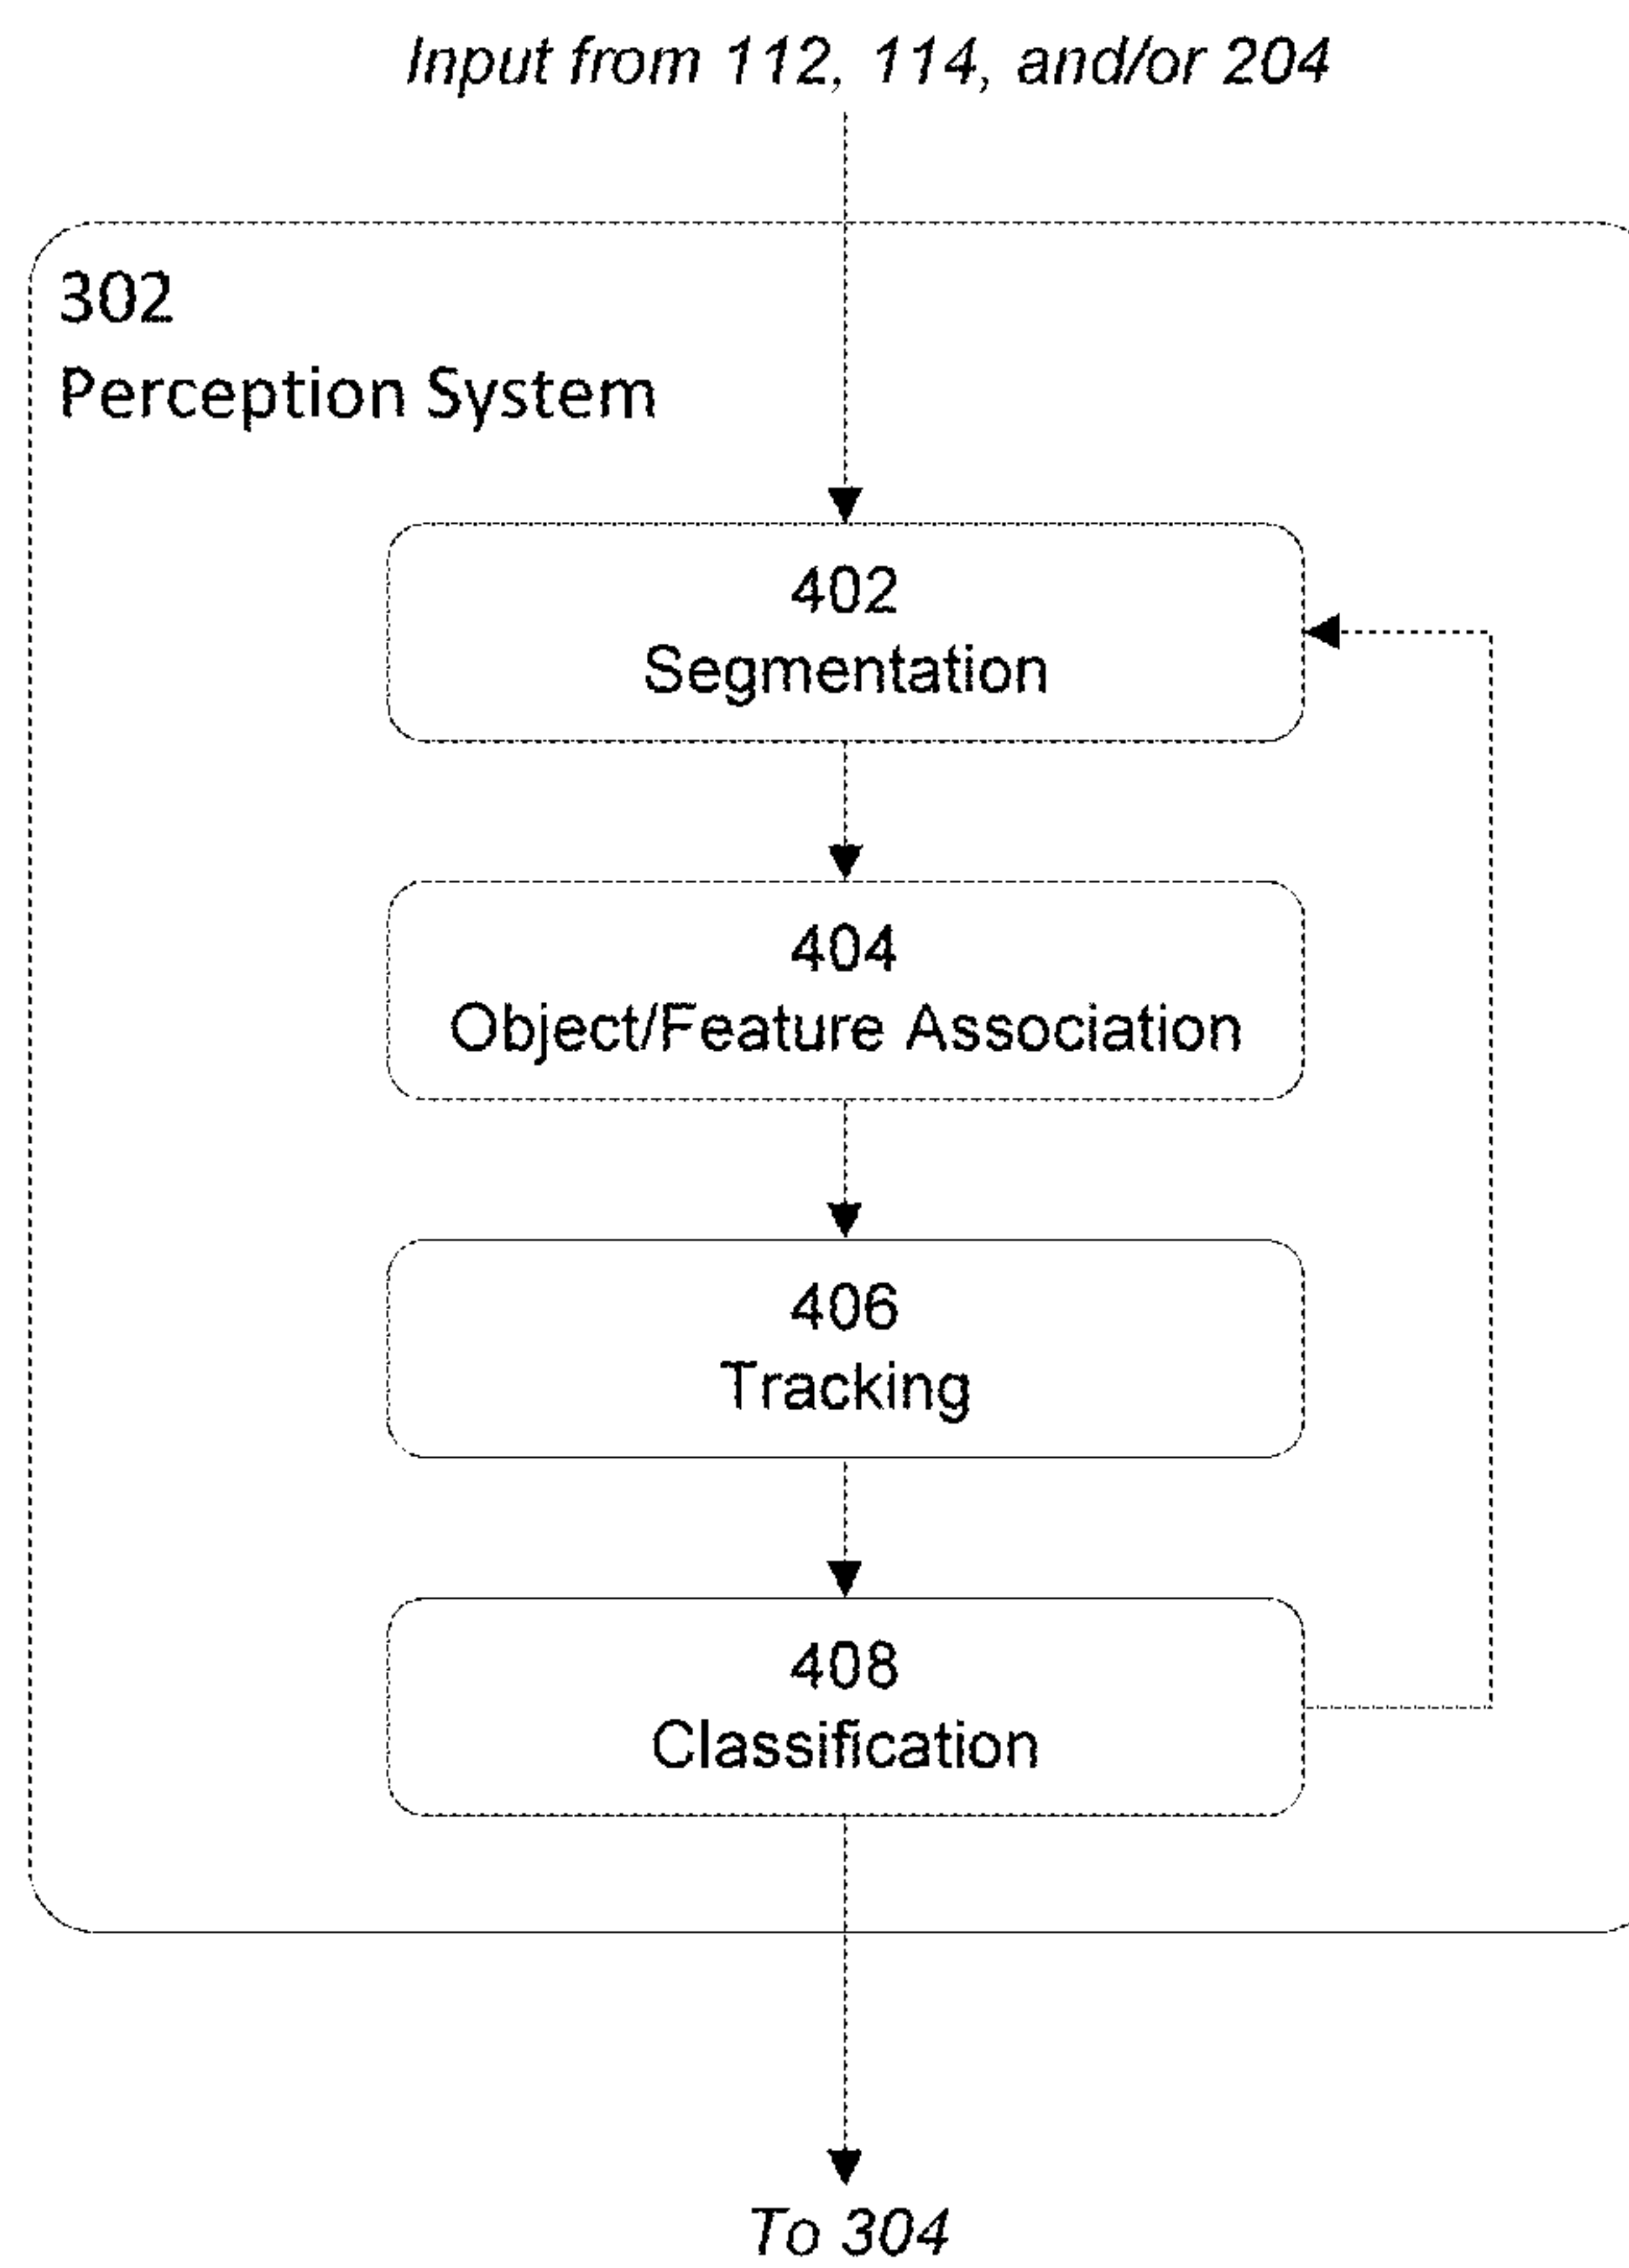 Input from 112, 114, and/or 204
302
Perception System
402
Segmentation
404
Object/Feature Association
406
Tracking
408
Classification
To 304